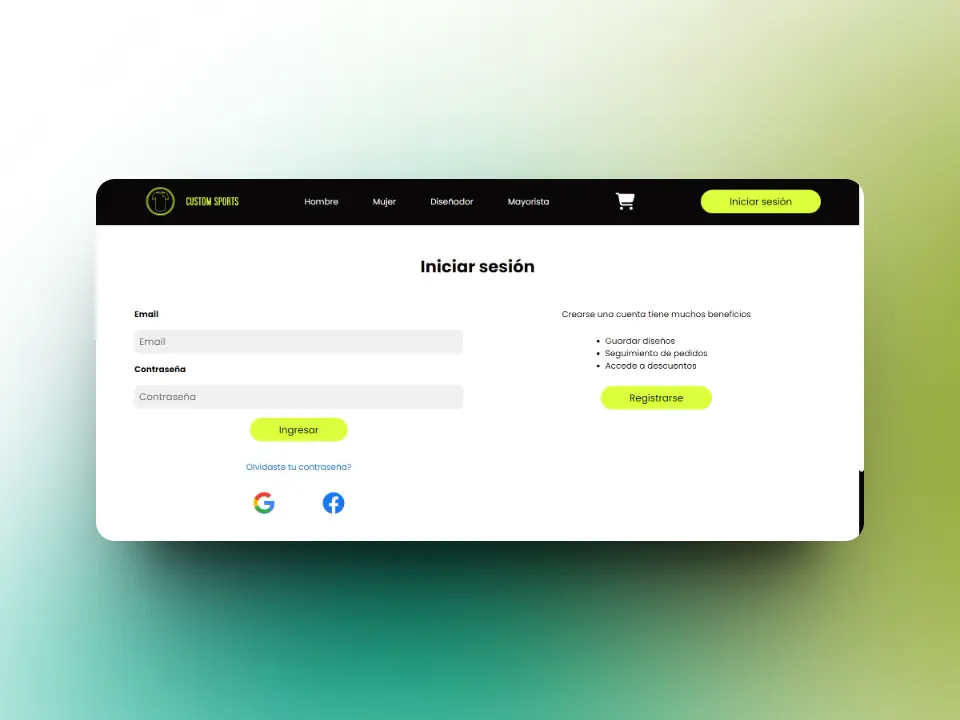 CUSTOM SPORTS Hombre Mujer Diseñador Mayorista Iniciar sesión
Iniciar sesión
Email
Email
Contraseña
Contraseña
Ingresar
Olvidaste tu contraseña?
Crearse una cuenta tiene muchos beneficios
Guardar diseños
Seguimiento de pedidos
Accede a descuentos
Registrarse